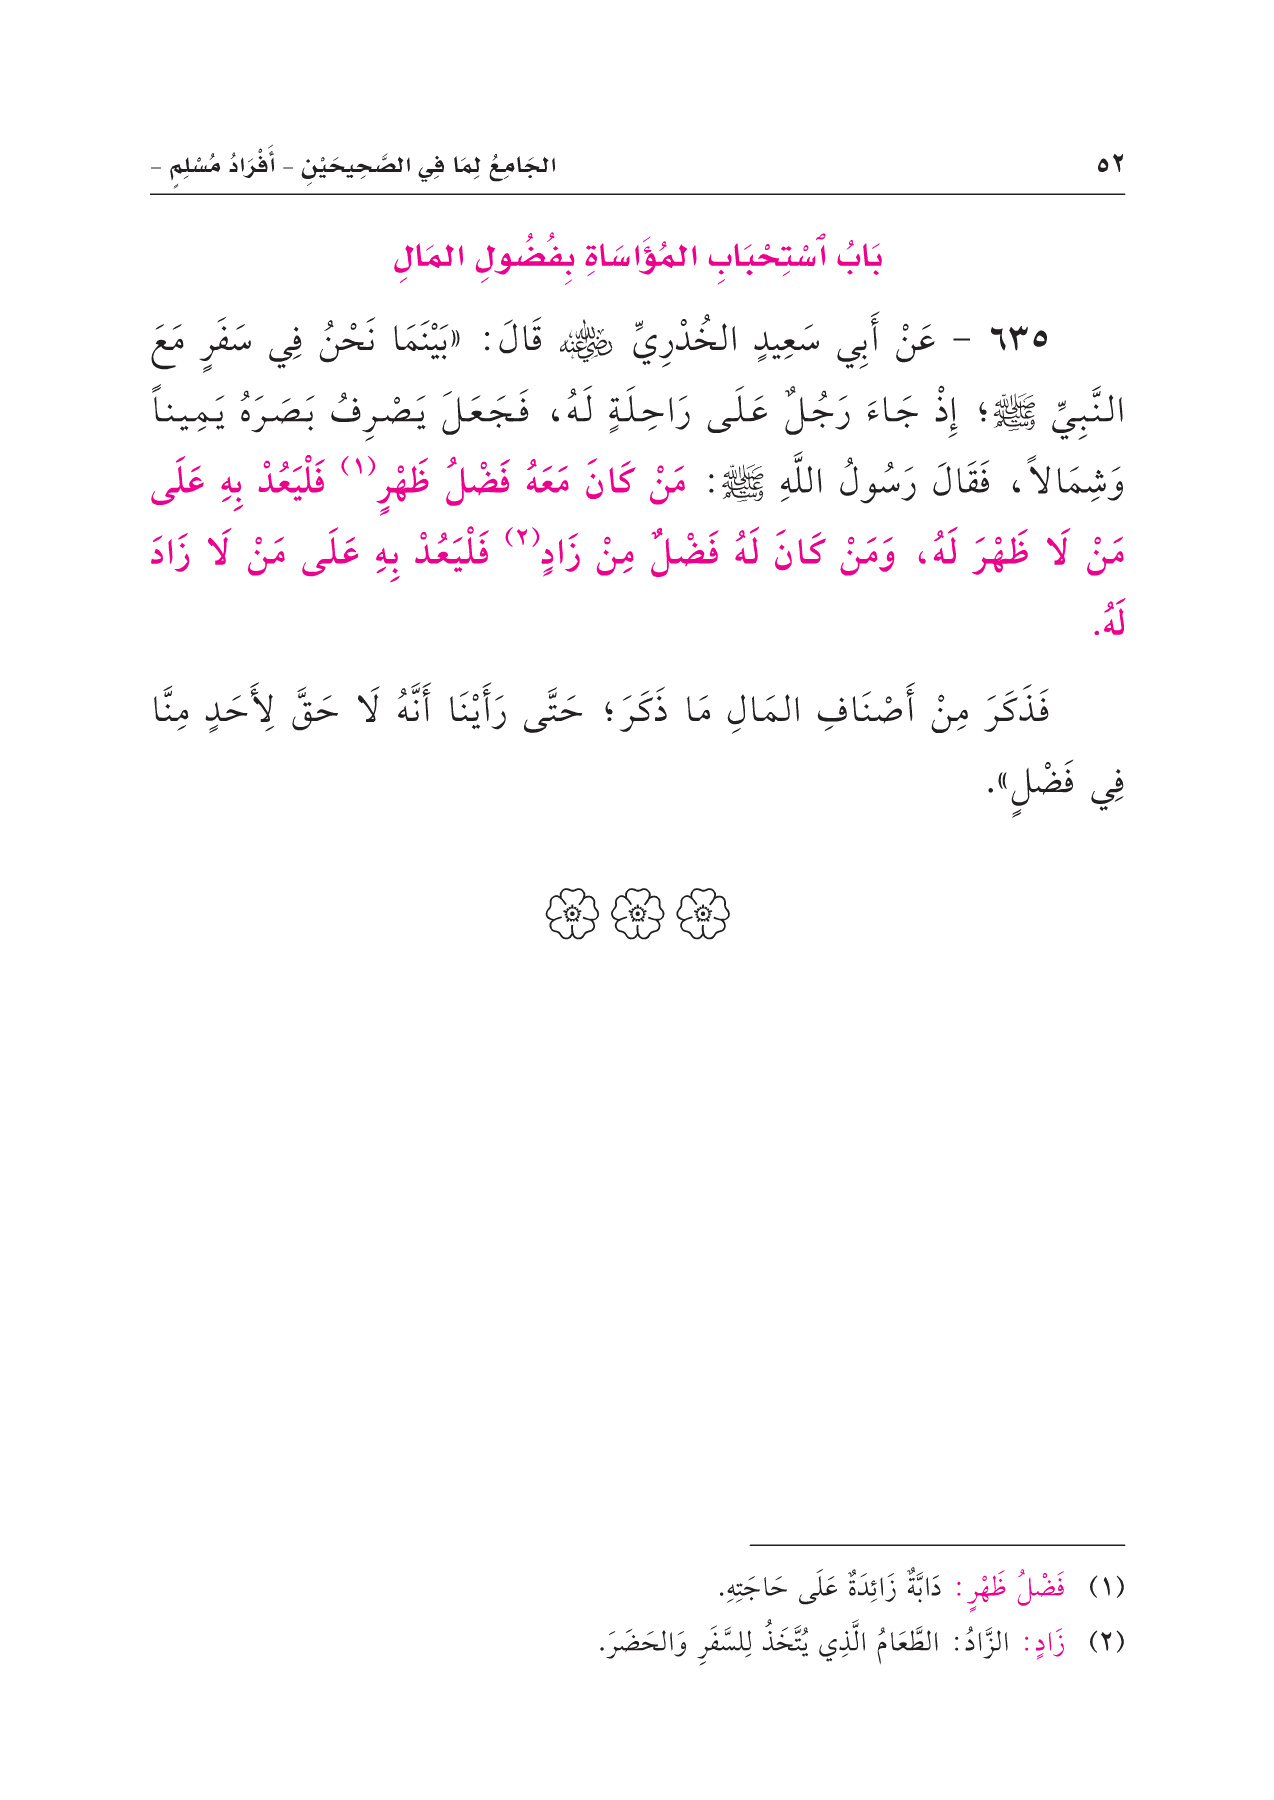 ٥٢ الجَامِعُ لِمَا فِي الصَّحِيحَيْنِ - أَفْرَادُ مُسْلِمٍ -
بَابُ ٱسْتِحْبَابِ المُؤَاسَاةِ بِفُضُولِ المَالِ
٦٣٥ - عَنْ أَبِي سَعِيدٍ الخُدْرِيِّ رضي الله عنه قَالَ: «بَيْنَمَا نَحْنُ فِي سَفَرٍ مَعَ
النَّبِيِّ ﷺ؛ إِذْ جَاءَ رَجُلٌ عَلَى رَاحِلَةٍ لَهُ، فَجَعَلَ يَصْرِفُ بَصَرَهُ يَمِيناً
وَشِمَالاً، فَقَالَ رَسُولُ اللَّهِ ﷺ: مَنْ كَانَ مَعَهُ فَضْلُ ظَهْرٍ(١) فَلْيَعُدْ بِهِ عَلَى
مَنْ لَا ظَهْرَ لَهُ، وَمَنْ كَانَ لَهُ فَضْلٌ مِنْ زَادٍ(٢) فَلْيَعُدْ بِهِ عَلَى مَنْ لَا زَادَ
لَهُ.
فَذَكَرَ مِنْ أَصْنَافِ المَالِ مَا ذَكَرَ؛ حَتَّى رَأَيْنَا أَنَّهُ لَا حَقَّ لِأَحَدٍ مِنَّا
فِي فَضْلٍ».
(١) فَضْلُ ظَهْرٍ: دَابَّةٌ زَائِدَةٌ عَلَى حَاجَتِهِ.
(٢) زَادٍ: الزَّادُ: الطَّعَامُ الَّذِي يُتَّخَذُ لِلسَّفَرِ وَالحَضَرَ.